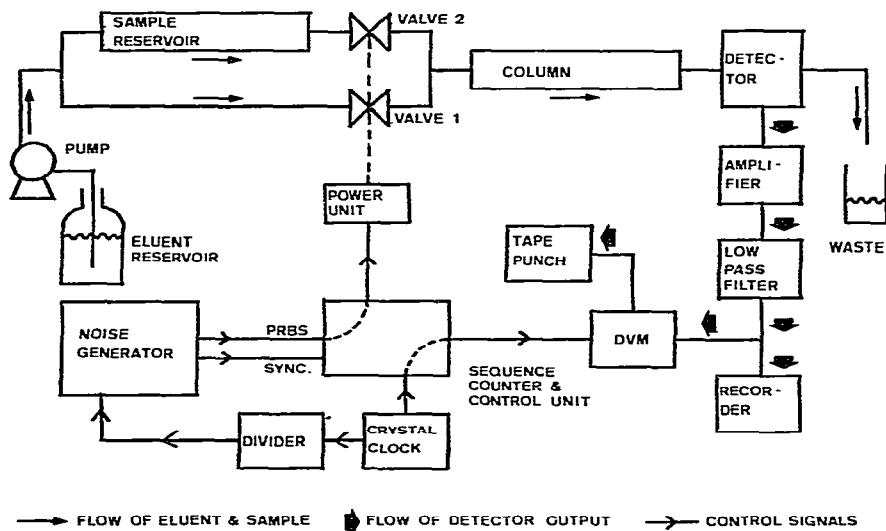 SAMPLE
RESERVOIR
VALVE 2
VALVE 1
COLUMN
DETEC-
TOR
PUMP
ELUENT
RESERVOIR
POWER
UNIT
AMPLI-
FIER
WASTE
TAPE
PUNCH
LOW
PASS
FILTER
NOISE
GENERATOR
PRBS
SYNC.
DVM
SEQUENCE
COUNTER &
CONTROL UNIT
RECOR-
DER
DIVIDER
CRYSTAL
CLOCK
FLOW OF ELUENT & SAMPLE
FLOW OF DETECTOR OUTPUT
CONTROL SIGNALS